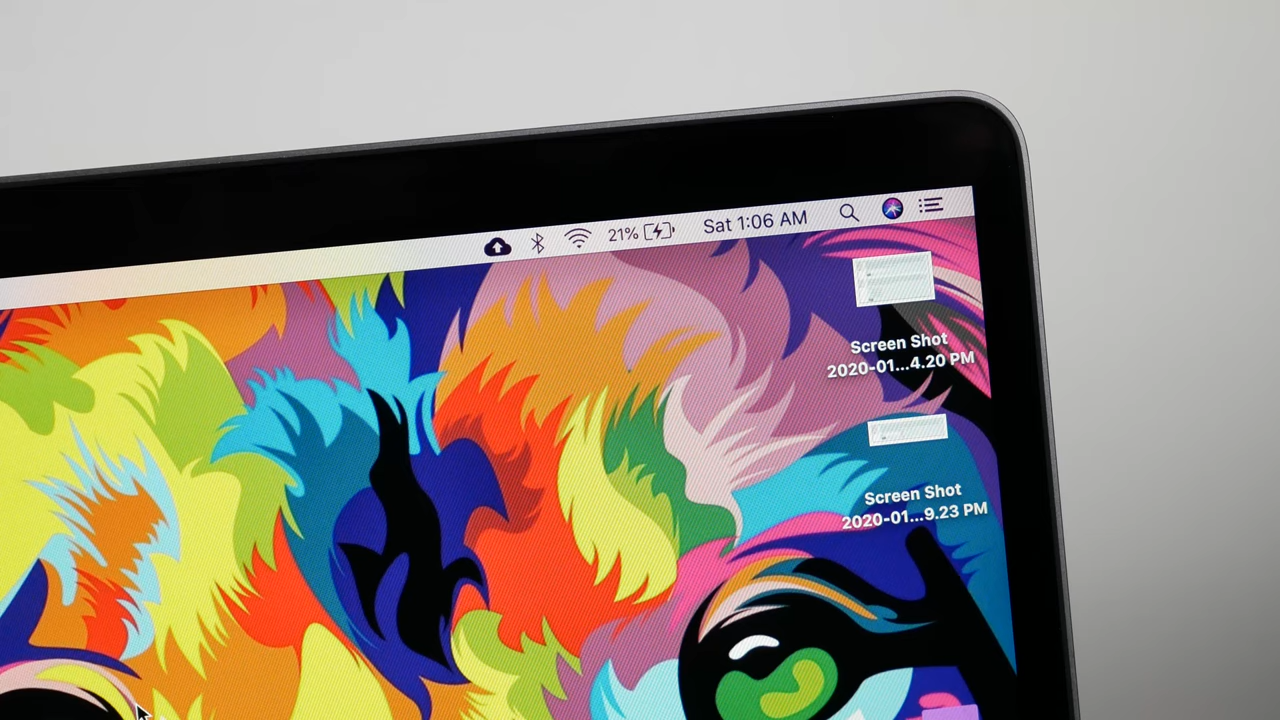 21% Sat 1:06 AM
Screen Shot
2020-01...4.20 PM
Screen Shot
2020-01...9.23 PM